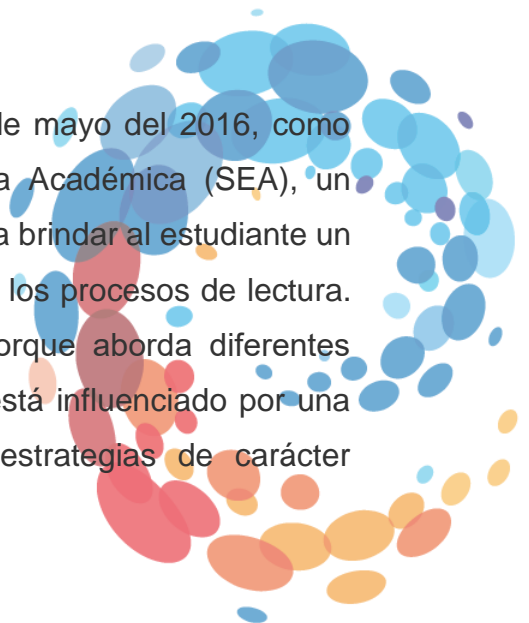 de mayo del 2016, como
a Académica (SEA), un
a brindar al estudiante un
los procesos de lectura.
orque aborda diferentes
está influenciado por una
estrategias de carácter